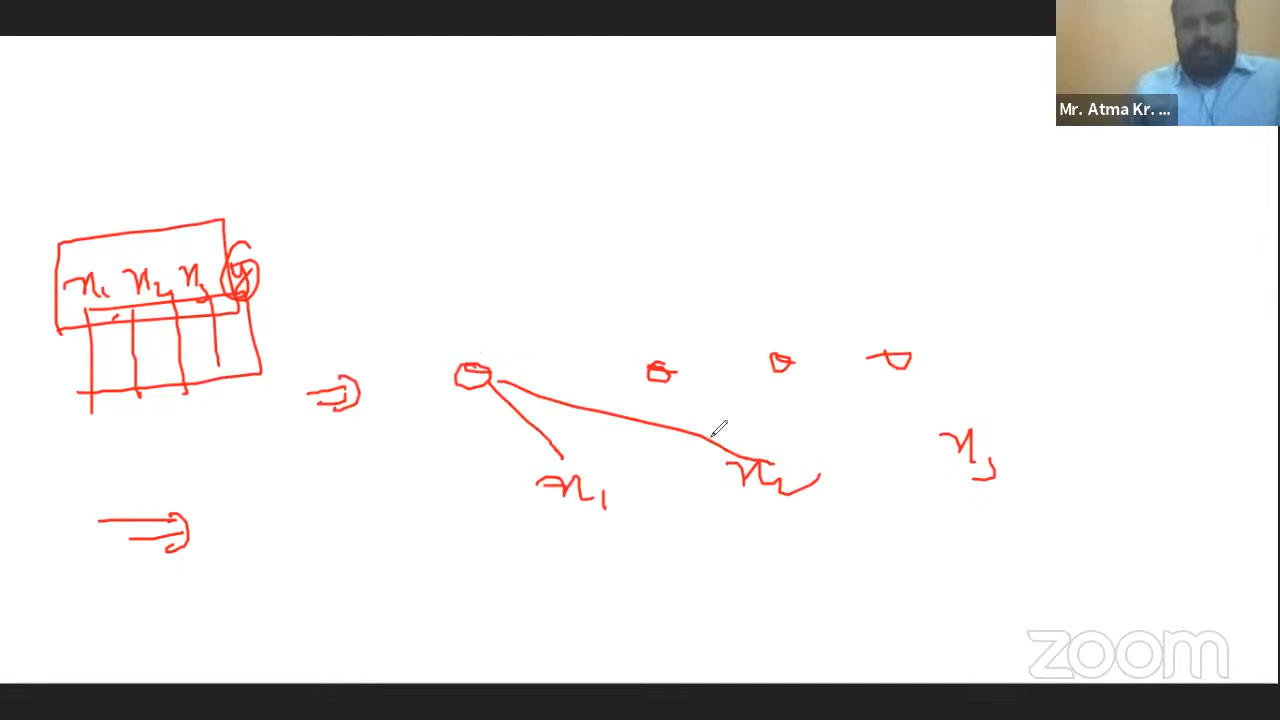 Mr. Atma Kr. ...
x₁ x₂ x₃ y
x₁ x₂ x₃
zoom